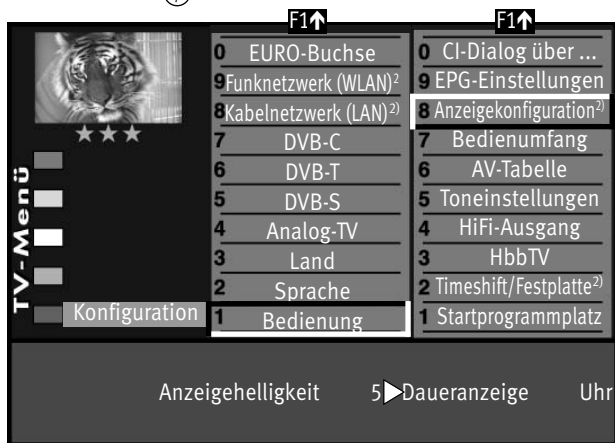 F1↑ F1↑
0 EURO-Buchse
9 Funknetzwerk (WLAN)2
8 Kabelnetzwerk (LAN)2)
7 DVB-C
6 DVB-T
5 DVB-S
4 Analog-TV
3 Land
2 Sprache
1 Bedienung
0 CI-Dialog über ...
9 EPG-Einstellungen
8 Anzeigekonfiguration2)
7 Bedienumfang
6 AV-Tabelle
5 Toneinstellungen
4 HiFi-Ausgang
3 HbbTV
2 Timeshift/Festplatte2)
1 Startprogrammplatz
TV-Menü
Konfiguration
Anzeigehelligkeit 5 Daueranzeige Uhr